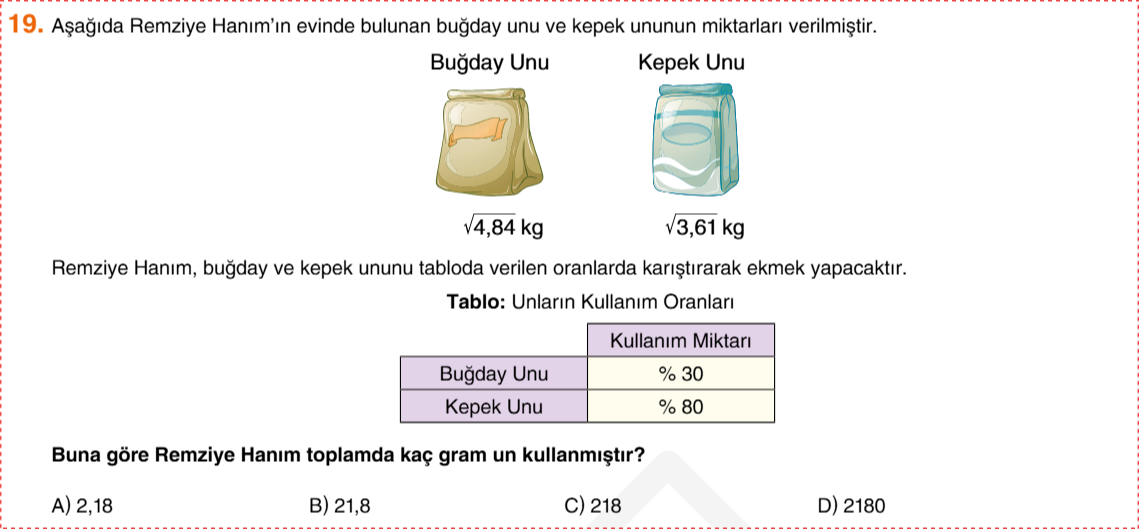 19. Aşağıda Remziye Hanım’ın evinde bulunan buğday unu ve kepek ununun miktarları verilmiştir.
Buğday Unu Kepek Unu
√4,84 kg √3,61 kg
Remziye Hanım, buğday ve kepek ununu tabloda verilen oranlarda karıştırarak ekmek yapacaktır.
Tablo: Unların Kullanım Oranları
Kullanım Miktarı
Buğday Unu % 30
Kepek Unu % 80
Buna göre Remziye Hanım toplamda kaç gram un kullanmıştır?
A) 2,18 B) 21,8 C) 218 D) 2180